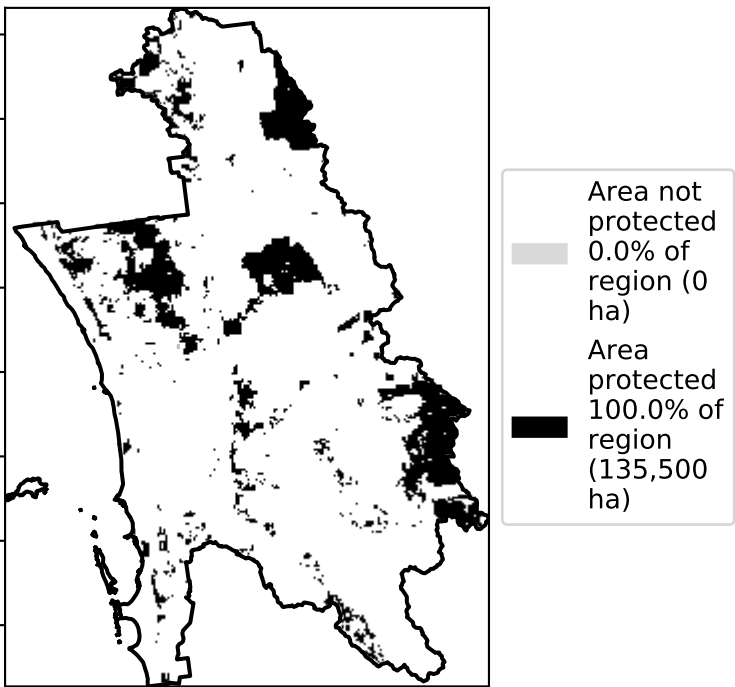 Area not
protected
0.0% of
region (0
ha)
Area
protected
100.0% of
region
(135,500
ha)